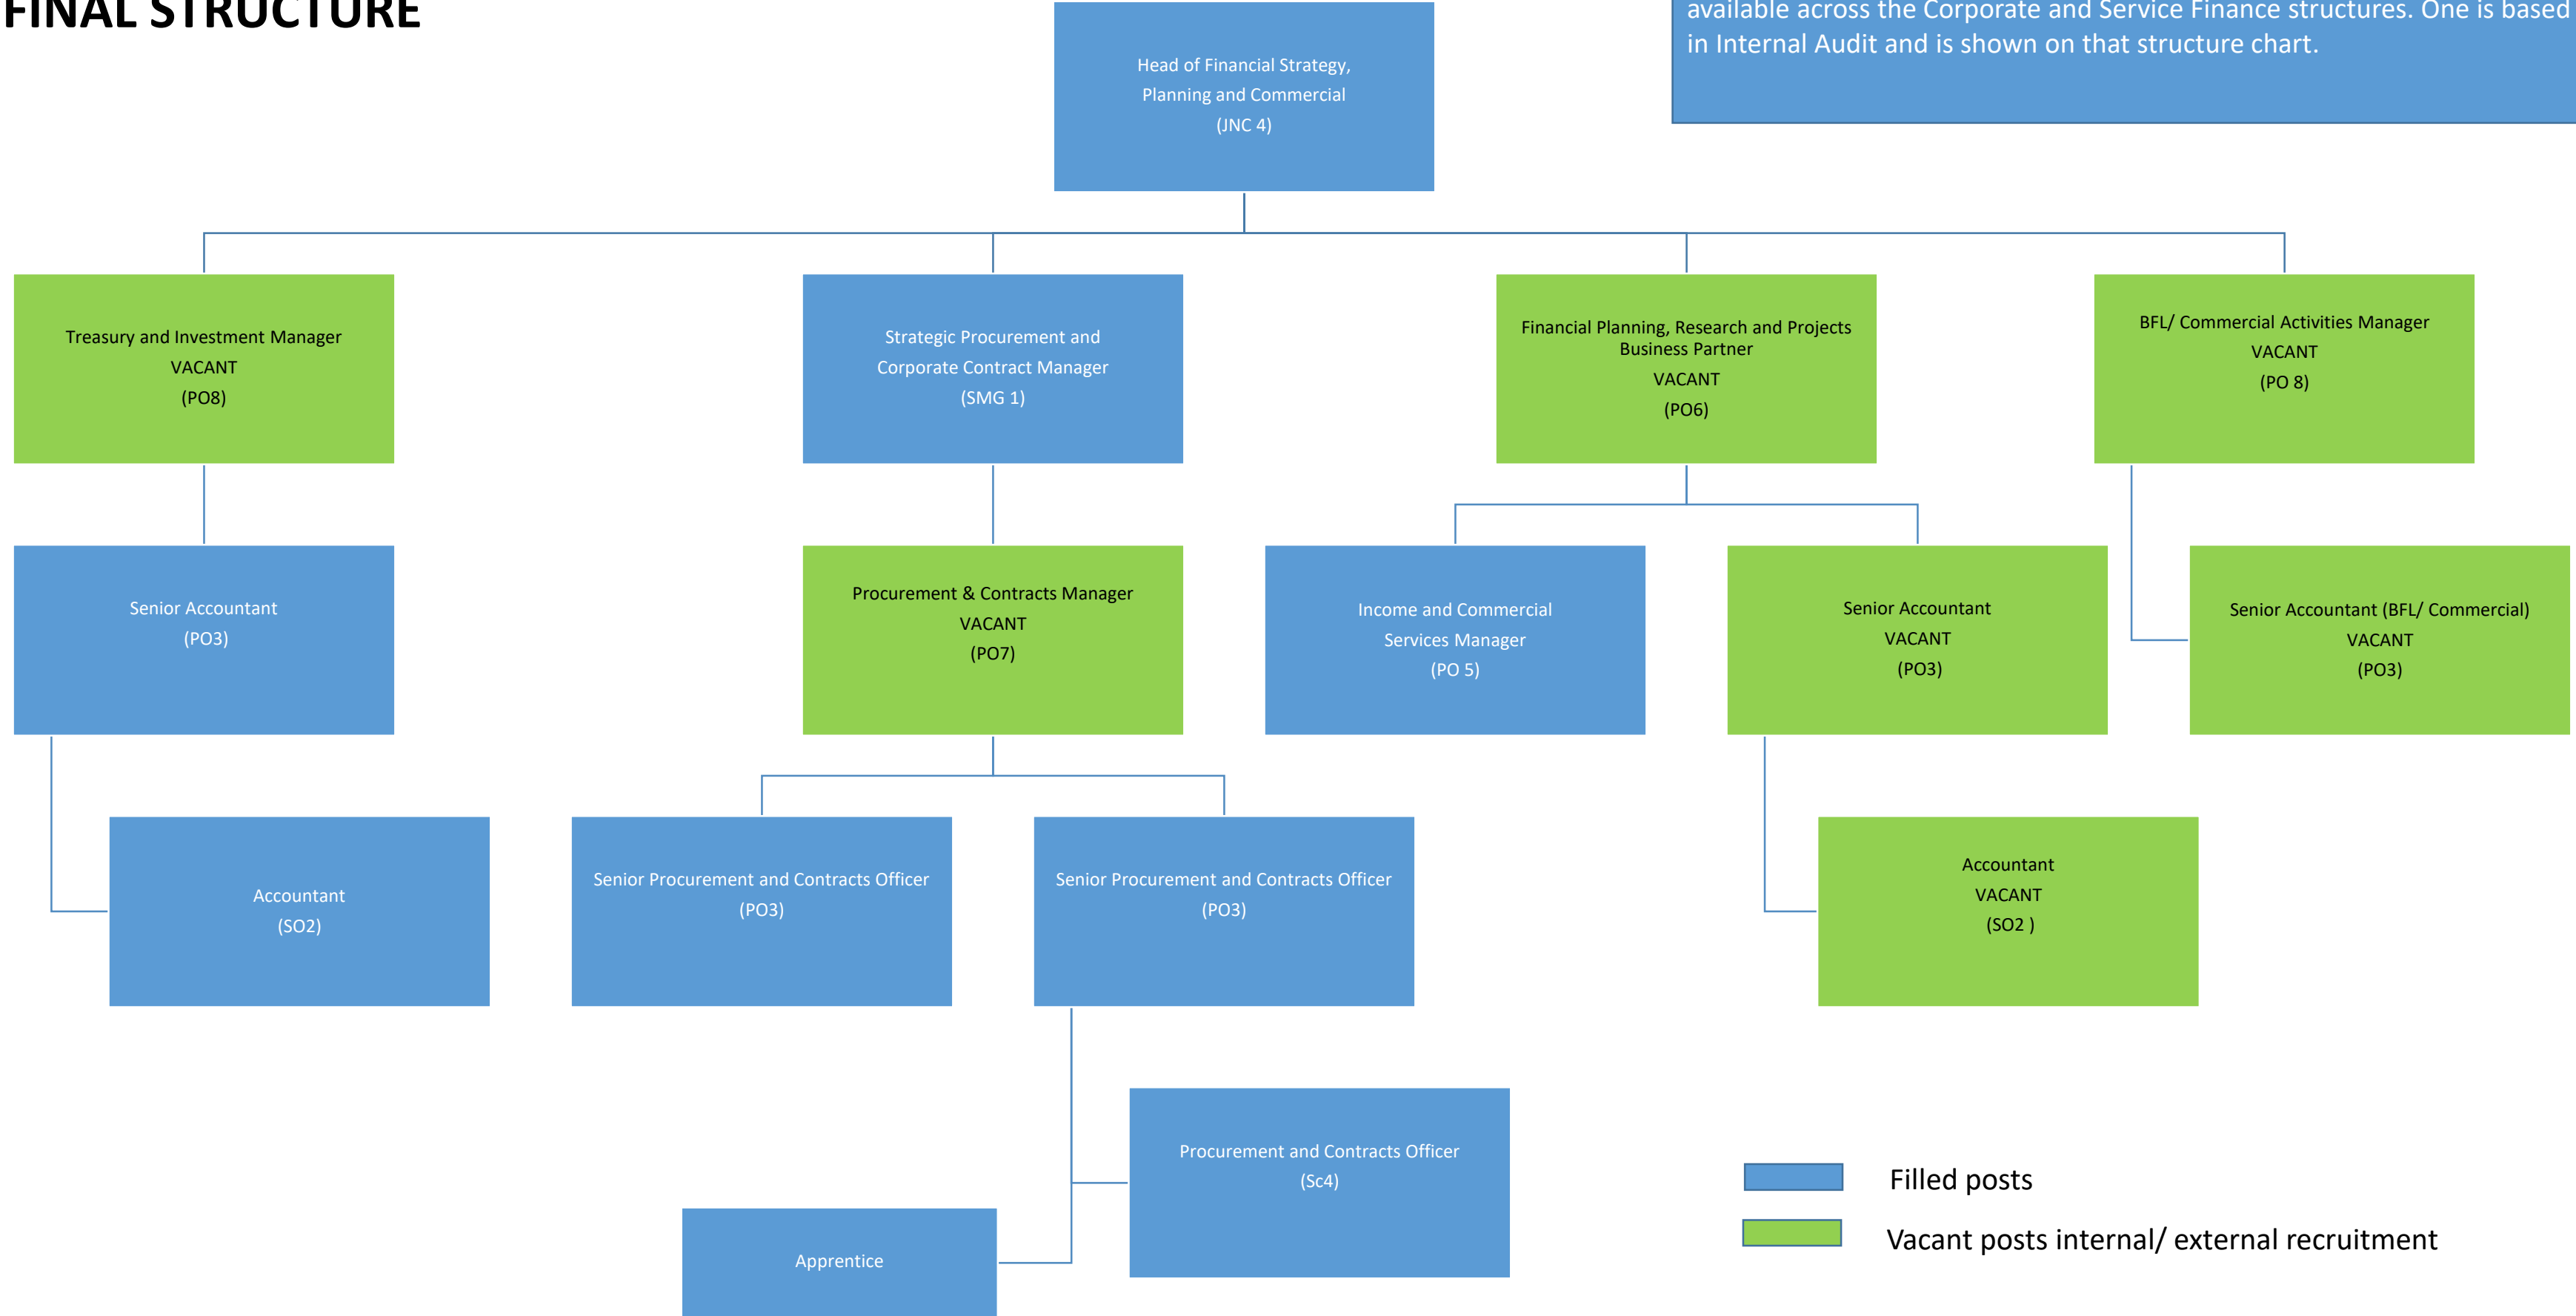 FINAL STRUCTURE
available across the Corporate and Service Finance structures. One is based
in Internal Audit and is shown on that structure chart.
Head of Financial Strategy,
Planning and Commercial
(JNC 4)
Treasury and Investment Manager
VACANT
(PO8)
Strategic Procurement and
Corporate Contract Manager
(SMG 1)
Financial Planning, Research and Projects
Business Partner
VACANT
(PO6)
BFL/ Commercial Activities Manager
VACANT
(PO 8)
Senior Accountant
(PO3)
Procurement & Contracts Manager
VACANT
(PO7)
Income and Commercial
Services Manager
(PO 5)
Senior Accountant
VACANT
(PO3)
Senior Accountant (BFL/ Commercial)
VACANT
(PO3)
Accountant
(SO2)
Senior Procurement and Contracts Officer
(PO3)
Senior Procurement and Contracts Officer
(PO3)
Accountant
VACANT
(SO2 )
Procurement and Contracts Officer
(Sc4)
Apprentice
Filled posts
Vacant posts internal/ external recruitment